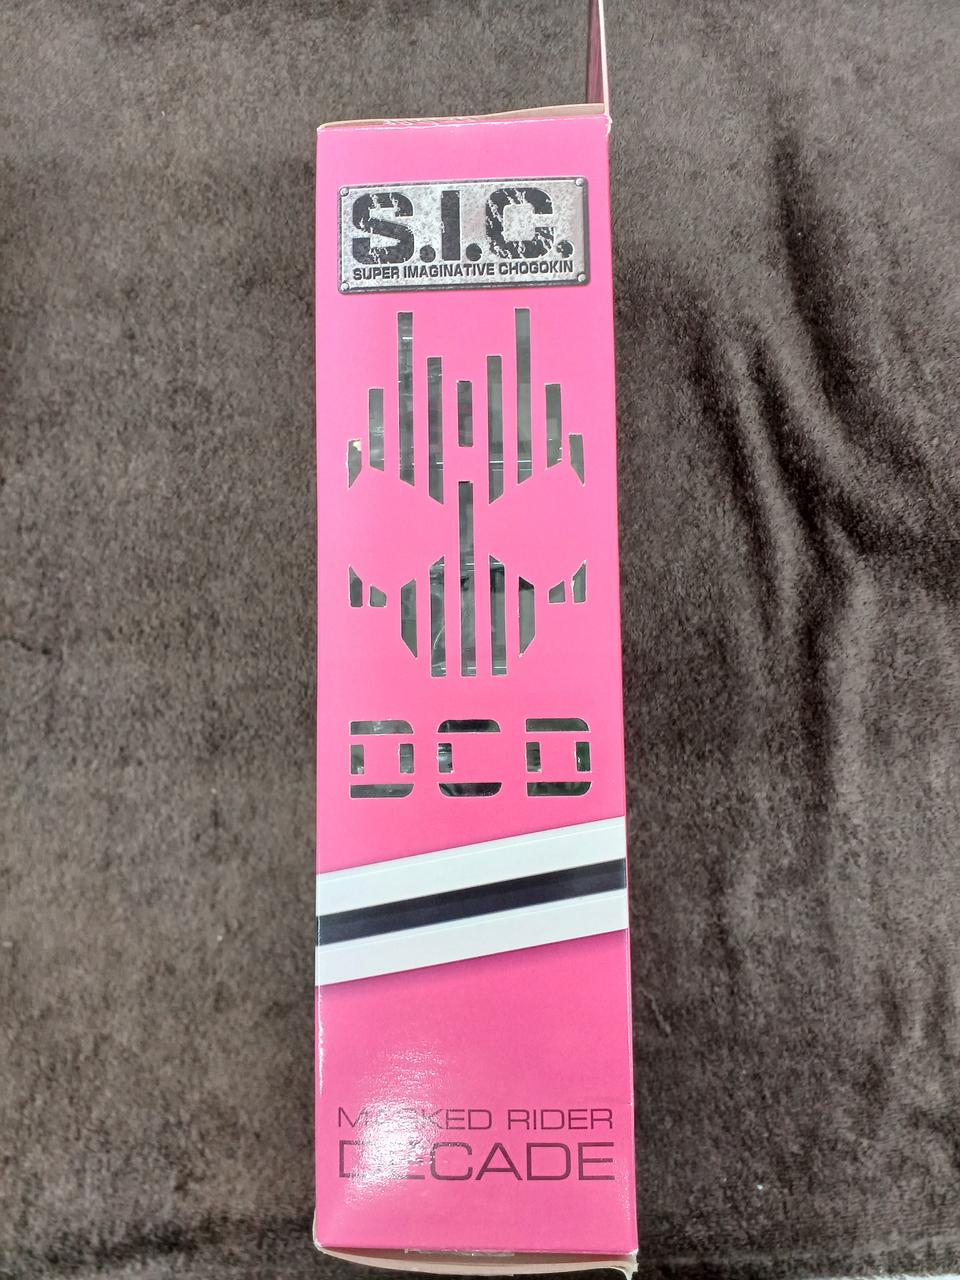 S.I.C.
SUPER IMAGINATIVE CHOGOKIN
DCD
MASKED RIDER
DECADE